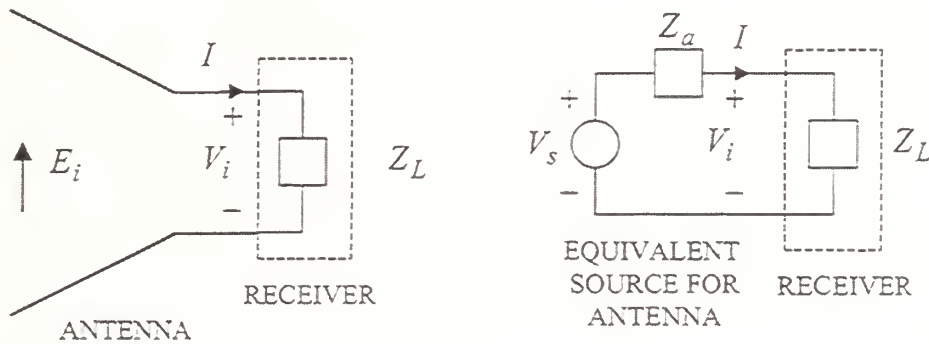 I
+
E_i
V_i
Z_L
−
RECEIVER
ANTENNA
Z_a
I
+
+
V_s
V_i
Z_L
−
−
EQUIVALENT
SOURCE FOR
ANTENNA
RECEIVER